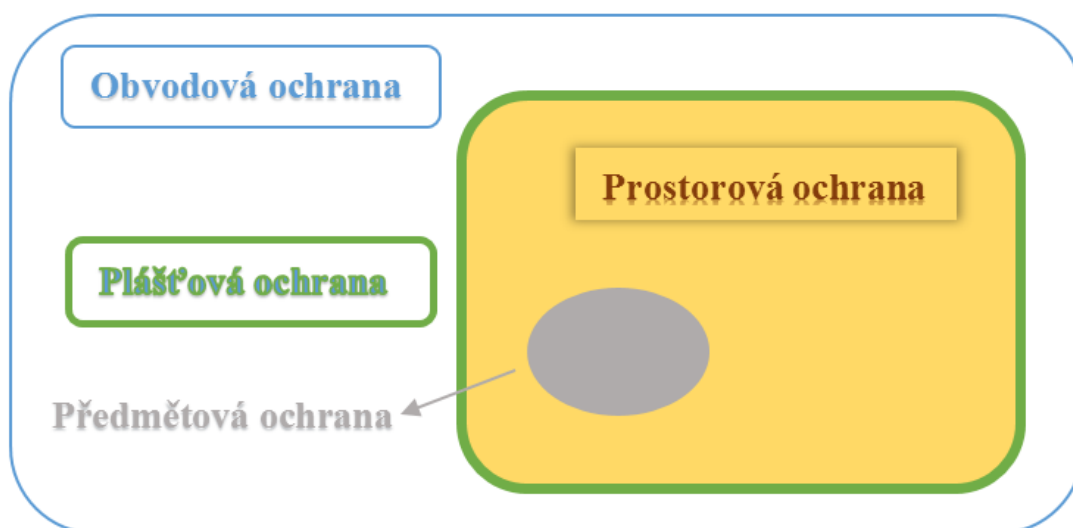 Obvodová ochrana
Prostorová ochrana
Plášťová ochrana
Předmětová ochrana